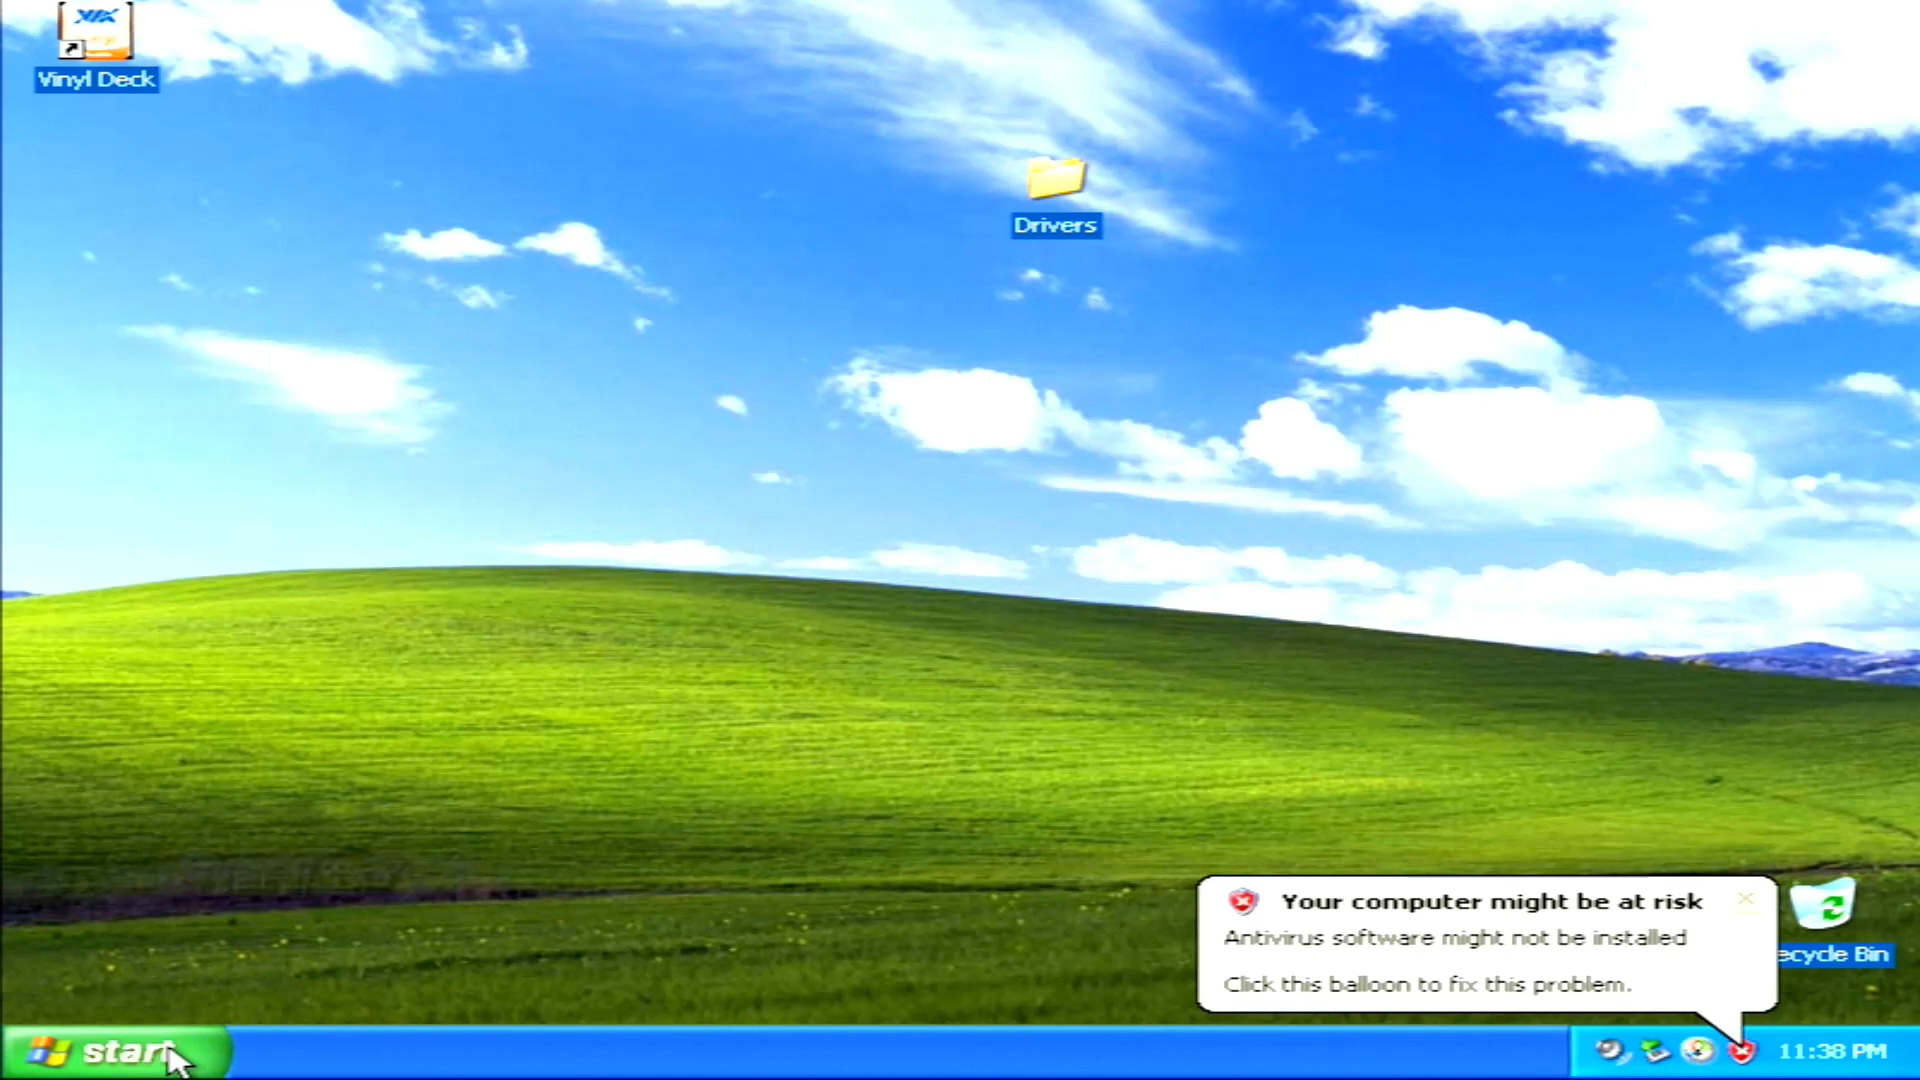 Vinyl Deck
Drivers
Your computer might be at risk
Antivirus software might not be installed
Click this balloon to fix this problem.
ecycle Bin
start
11:38 PM